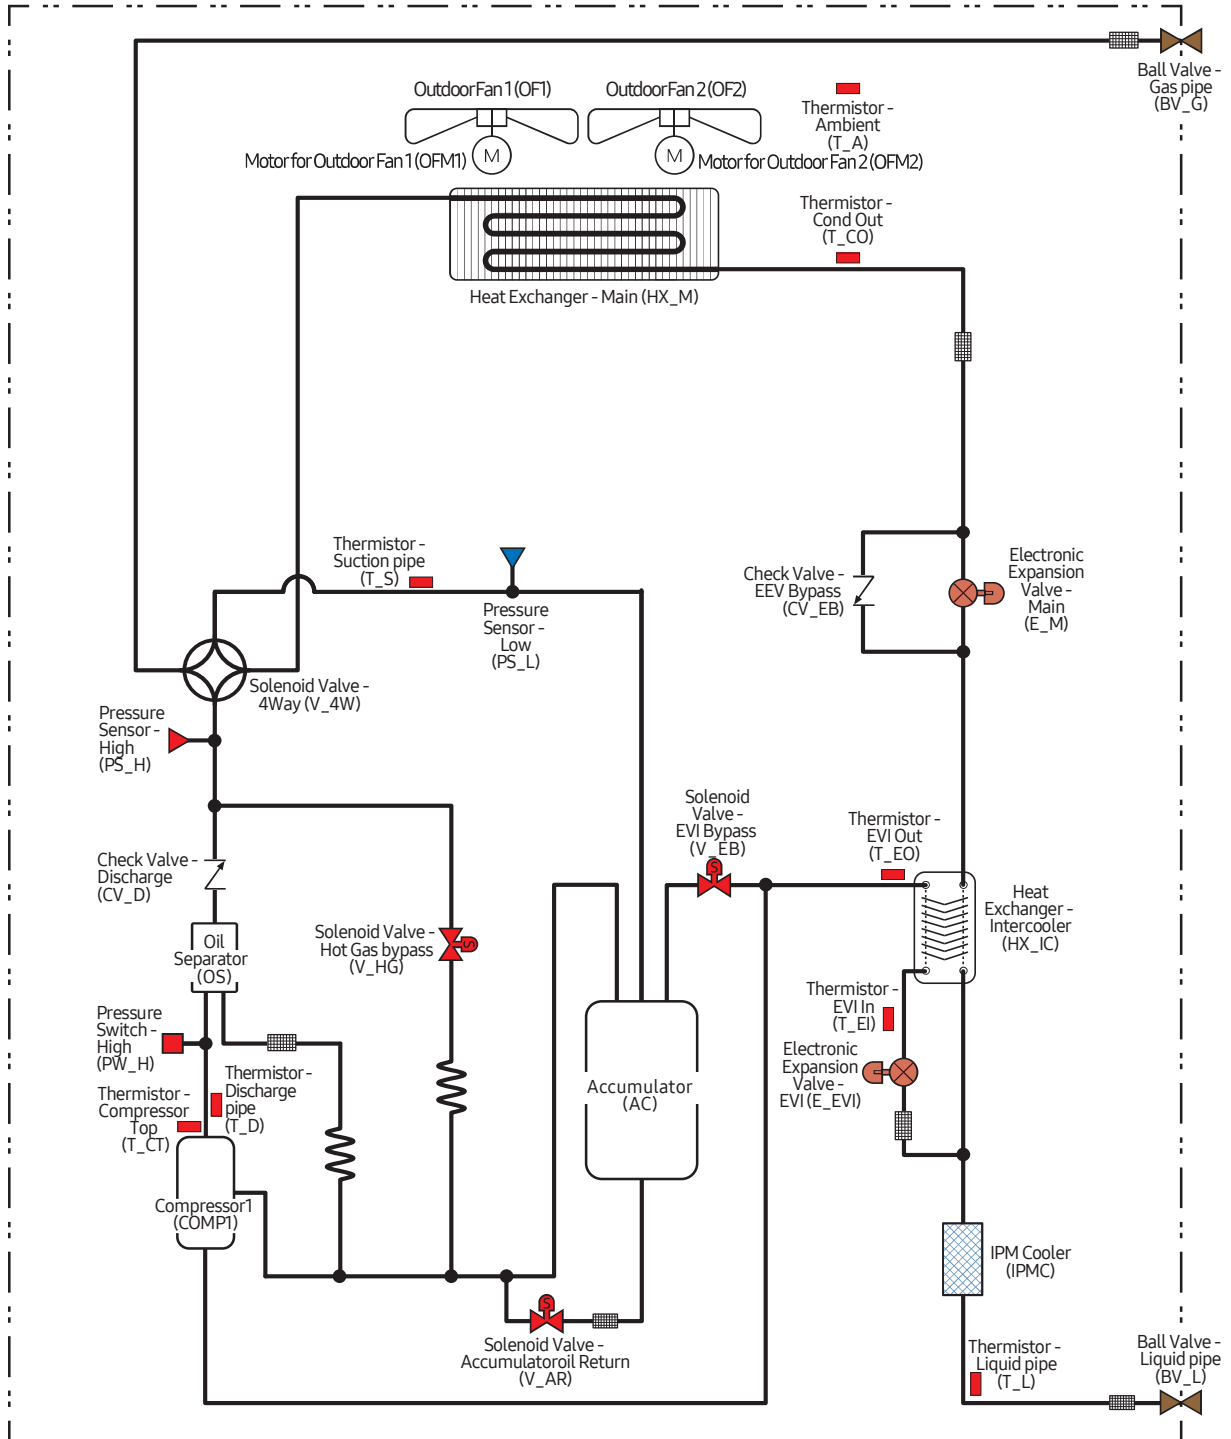 Ball Valve -
Gas pipe
(BV_G)
OutdoorFan 1 (OF1)
OutdoorFan 2 (OF2)
Thermistor -
Ambient
(T_A)
M
M
Motor for Outdoor Fan 1 (OFM1)
Motor for Outdoor Fan 2 (OFM2)
Thermistor -
Cond Out
(T_CO)
Heat Exchanger - Main (HX_M)
Thermistor -
Suction pipe
(T_S)
Pressure
Sensor -
Low
(PS_L)
Check Valve -
EEV Bypass
(CV_EB)
Electronic
Expansion
Valve -
Main
(E_M)
Solenoid Valve -
4Way (V_4W)
Pressure
Sensor -
High
(PS_H)
Solenoid
Valve -
EVI Bypass
(V_EB)
S
Thermistor -
EVI Out
(T_EO)
Check Valve -
Discharge
(CV_D)
Heat
Exchanger -
Intercooler
(HX_IC)
Oil
Separator
(OS)
Solenoid Valve -
Hot Gas bypass
(V_HG)
S
Pressure
Switch -
High
(PW_H)
Thermistor -
EVI In
(T_EI)
Electronic
Expansion
Valve -
EVI (E_EVI)
Thermistor -
Discharge
pipe
(T_D)
Thermistor -
Compressor
Top
(T_CT)
Accumulator
(AC)
Compressor1
(COMP1)
IPM Cooler
(IPMC)
S
Solenoid Valve -
Accumulatoroil Return
(V_AR)
Thermistor -
Liquid pipe
(T_L)
Ball Valve -
Liquid pipe
(BV_L)